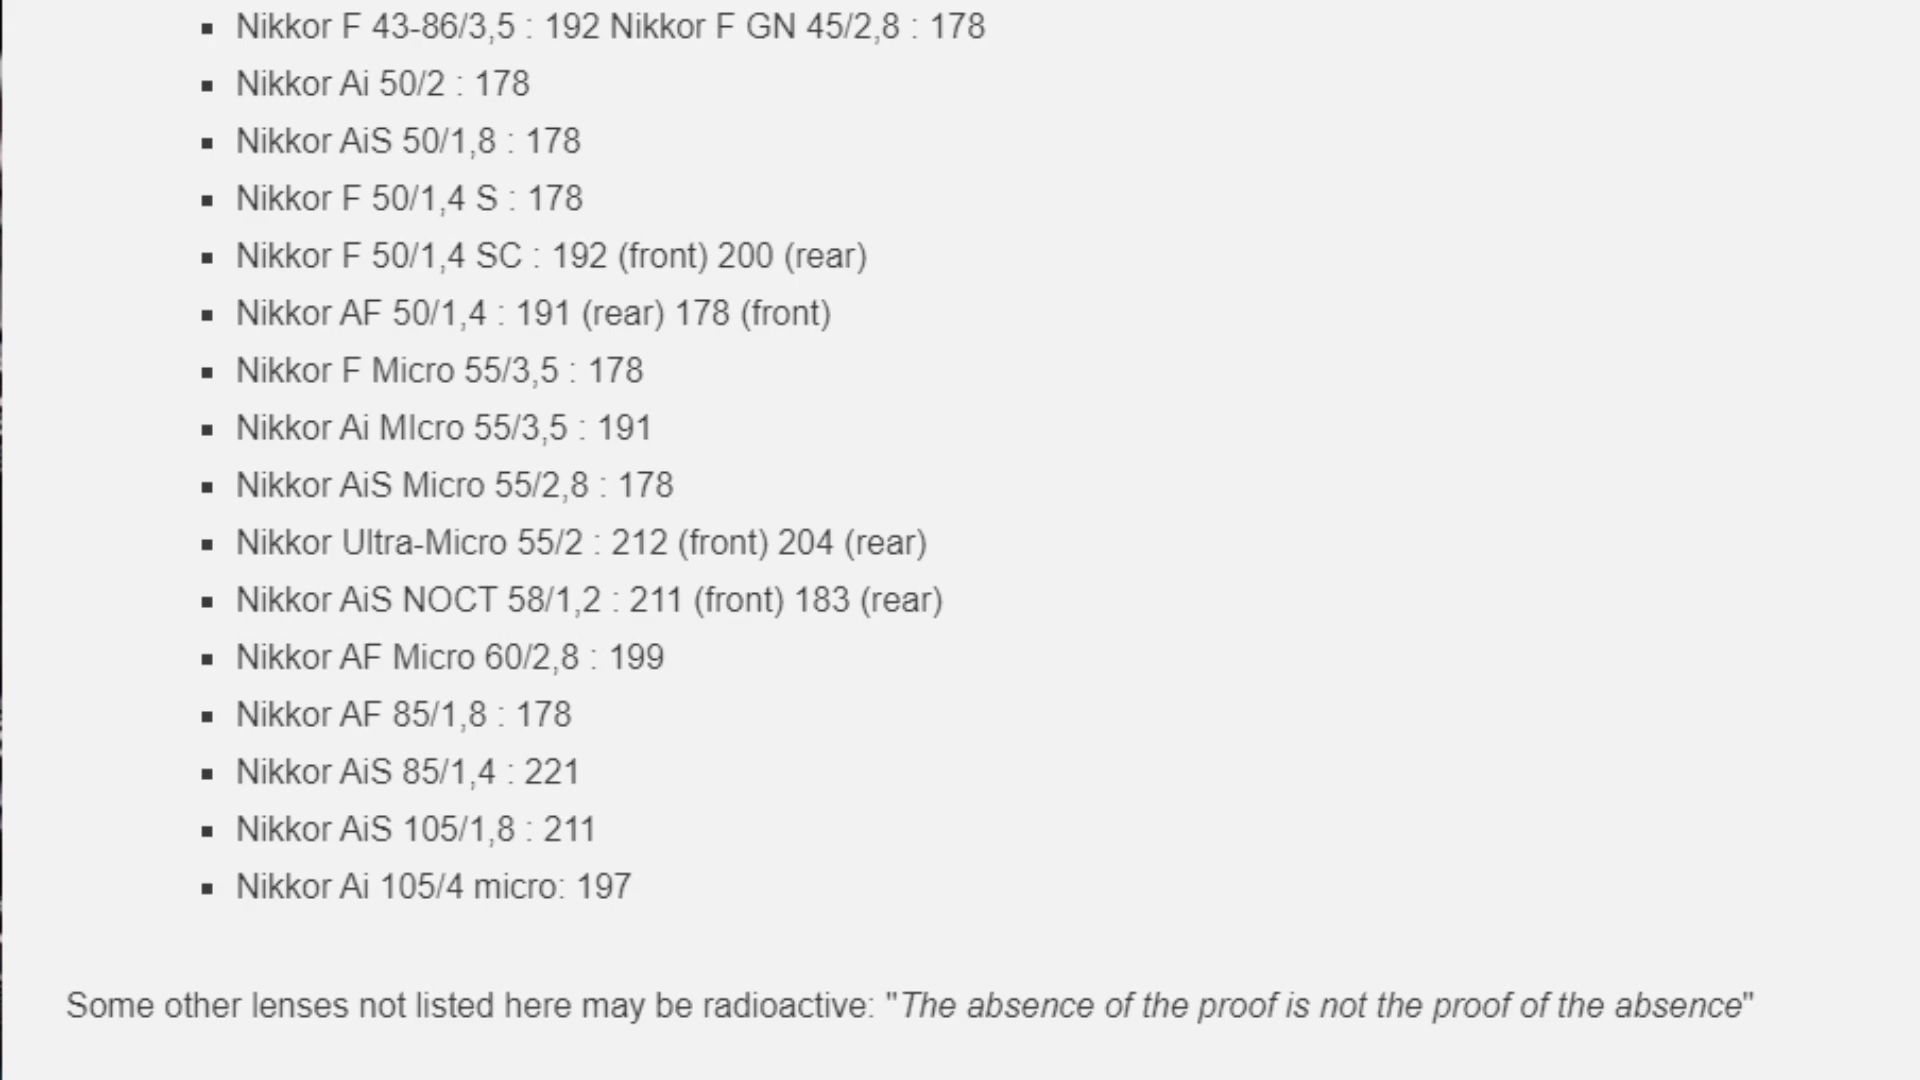 ▪ Nikkor F 43-86/3,5 : 192 Nikkor F GN 45/2,8 : 178
▪ Nikkor Ai 50/2 : 178
▪ Nikkor AiS 50/1,8 : 178
▪ Nikkor F 50/1,4 S : 178
▪ Nikkor F 50/1,4 SC : 192 (front) 200 (rear)
▪ Nikkor AF 50/1,4 : 191 (rear) 178 (front)
▪ Nikkor F Micro 55/3,5 : 178
▪ Nikkor Ai MIcro 55/3,5 : 191
▪ Nikkor AiS Micro 55/2,8 : 178
▪ Nikkor Ultra-Micro 55/2 : 212 (front) 204 (rear)
▪ Nikkor AiS NOCT 58/1,2 : 211 (front) 183 (rear)
▪ Nikkor AF Micro 60/2,8 : 199
▪ Nikkor AF 85/1,8 : 178
▪ Nikkor AiS 85/1,4 : 221
▪ Nikkor AiS 105/1,8 : 211
▪ Nikkor Ai 105/4 micro: 197
Some other lenses not listed here may be radioactive: "The absence of the proof is not the proof of the absence"